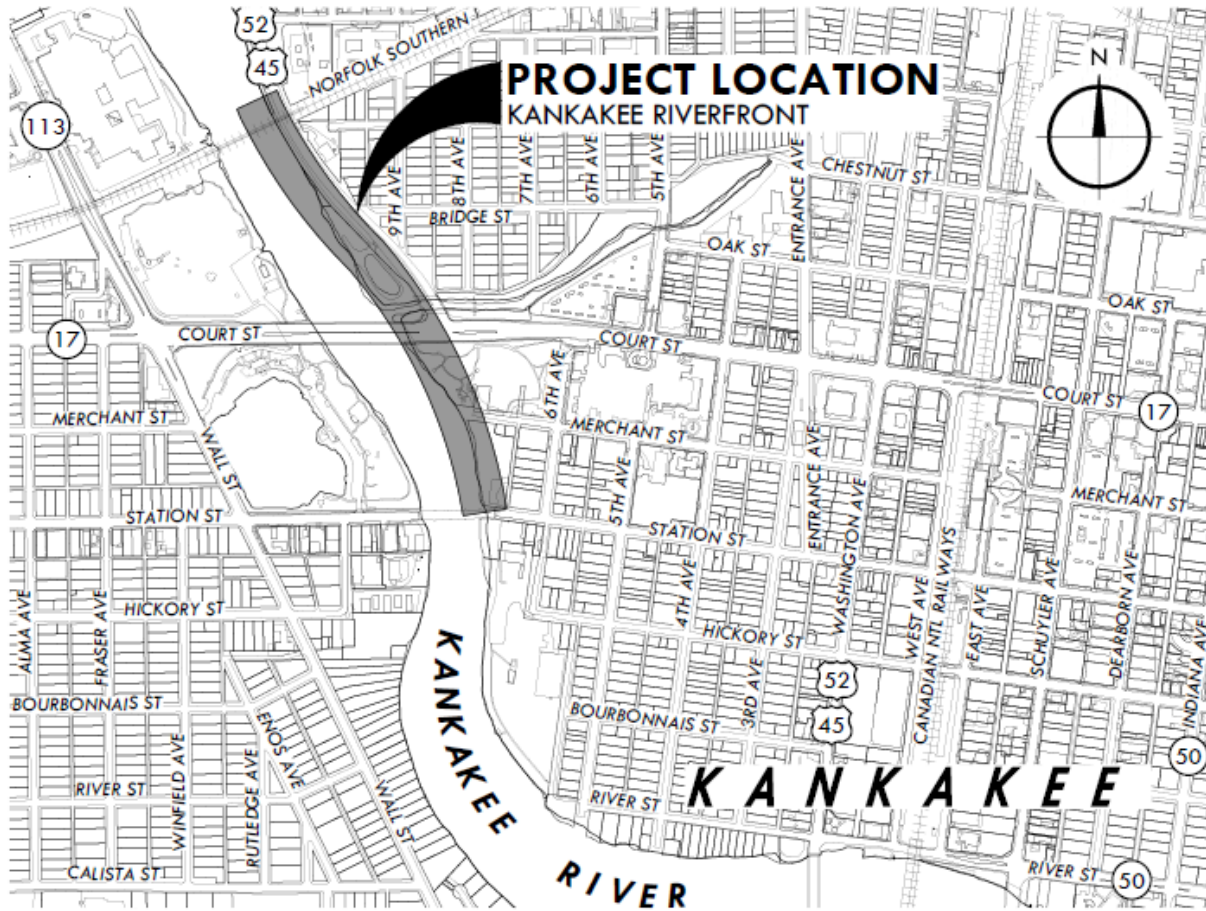 52
45
NORFOLK SOUTHERN
PROJECT LOCATION
KANKAKEE RIVERFRONT
N
113
9TH AVE
8TH AVE
7TH AVE
6TH AVE
5TH AVE
ENTRANCE AVE
CHESTNUT ST
BRIDGE ST
OAK ST
OAK ST
17
COURT ST
COURT ST
COURT ST
17
6TH AVE
MERCHANT ST
MERCHANT ST
MERCHANT ST
WALL ST
5TH AVE
ENTRANCE AVE
WASHINGTON AVE
STATION ST
STATION ST
ALMA AVE
FRASER AVE
HICKORY ST
4TH AVE
HICKORY ST
WEST AVE
CANADIAN NTL RAILWAYS
EAST AVE
SCHUYLER AVE
DEARBORN AVE
INDIANA AVE
52
45
BOURBONNAIS ST
BOURBONNAIS ST
3RD AVE
ENOS AVE
WINFIELD AVE
RUTLEDGE AVE
WALL ST
50
KANKAKEE
RIVER
KANKAKEE
RIVER ST
RIVER ST
RIVER ST
CALISTA ST
50